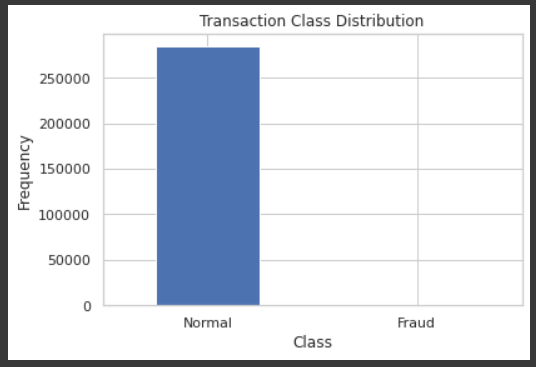 Transaction Class Distribution
250000
200000
150000
100000
50000
0
Frequency
Normal
Fraud
Class